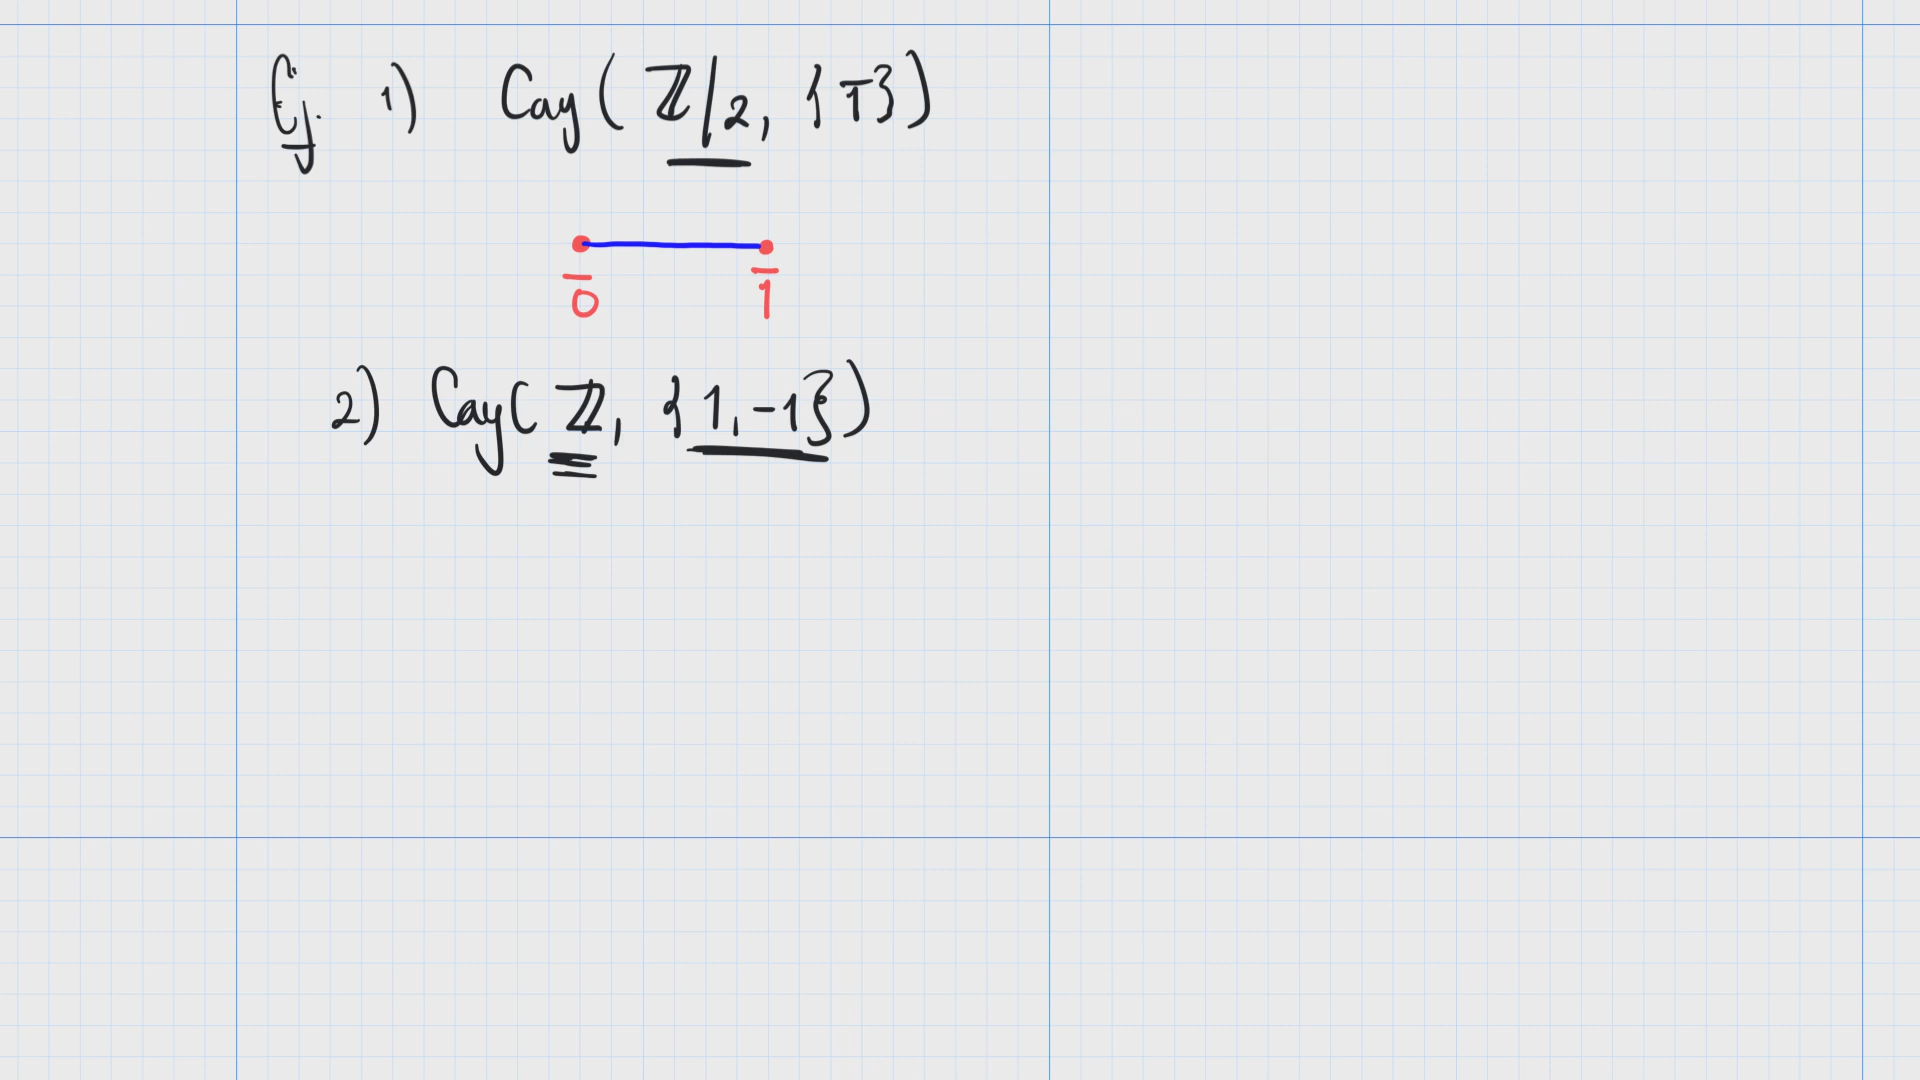 Ej. 1) Cay( ℤ/2, {1̅})
0̅ 1̅
2) Cay( ℤ, {1,-1})